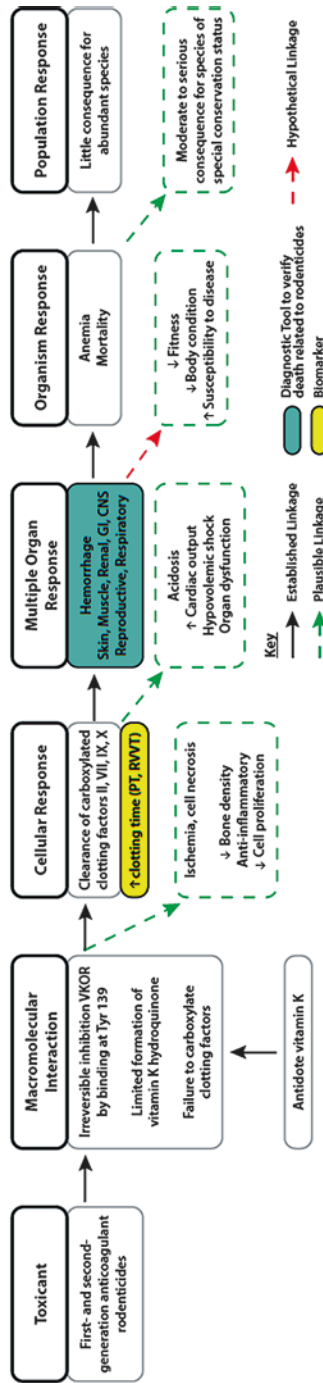 Toxicant
First- and second-
generation anticoagulant
rodenticides
Macromolecular
Interaction
Irreversible inhibition VKOR
by binding at Tyr 139
Limited formation of
vitamin K hydroquinone
Failure to carboxylate
clotting factors
Antidote vitamin K
Cellular Response
Clearance of carboxylated
clotting factors II, VII, IX, X
↑ clotting time (PT, RVVT)
Ischemia, cell necrosis
↓ Bone density
Anti-inflammatory
↓ Cell proliferation
Multiple Organ
Response
Hemorrhage
Skin, Muscle, Renal, GI, CNS
Reproductive, Respiratory
Acidosis
↑ Cardiac output
Hypovolemic shock
Organ dysfunction
Organism Response
Anemia
Mortality
↓ Fitness
↓ Body condition
↑ Susceptibility to disease
Population Response
Little consequence for
abundant species
Moderate to serious
consequence for species of
special conservation status
Key
Established Linkage
Plausible Linkage
Diagnostic Tool to verify
death related to rodenticides
Biomarker
Hypothetical Linkage